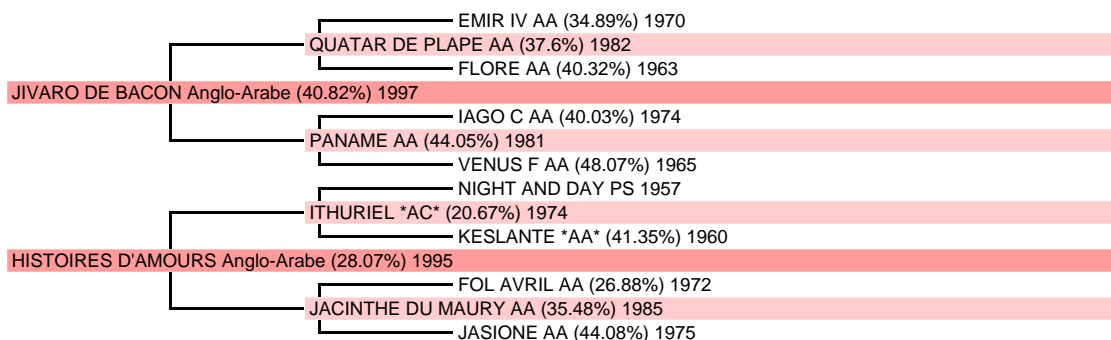 EMIR IV AA (34.89%) 1970
QUATAR DE PLAPE AA (37.6%) 1982
FLORE AA (40.32%) 1963
JIVARO DE BACON Anglo-Arabe (40.82%) 1997
IAGO C AA (40.03%) 1974
PANAME AA (44.05%) 1981
VENUS F AA (48.07%) 1965
NIGHT AND DAY PS 1957
ITHURIEL *AC* (20.67%) 1974
KESLANTE *AA* (41.35%) 1960
HISTOIRES D'AMOURS Anglo-Arabe (28.07%) 1995
FOL AVRIL AA (26.88%) 1972
JACINTHE DU MAURY AA (35.48%) 1985
JASIONE AA (44.08%) 1975